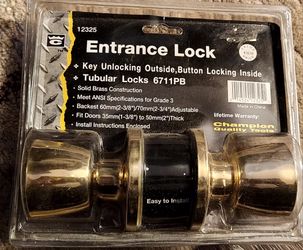 12325
Entrance Lock
Key Unlocking Outside,Button Locking Inside
Tubular Locks 6711PB
Solid Brass Construction
Meet ANSI Specifications for Grade 3
Backest 60mm(2-3/8")/70mm(2-3/4")Adjustable
Fit Doors 35mm(1-3/8") to 50mm(2")Thick
Install Instructions Enclosed
Made in China
Lifetime Warranty:
Champion
Quality Tools
Easy to Install